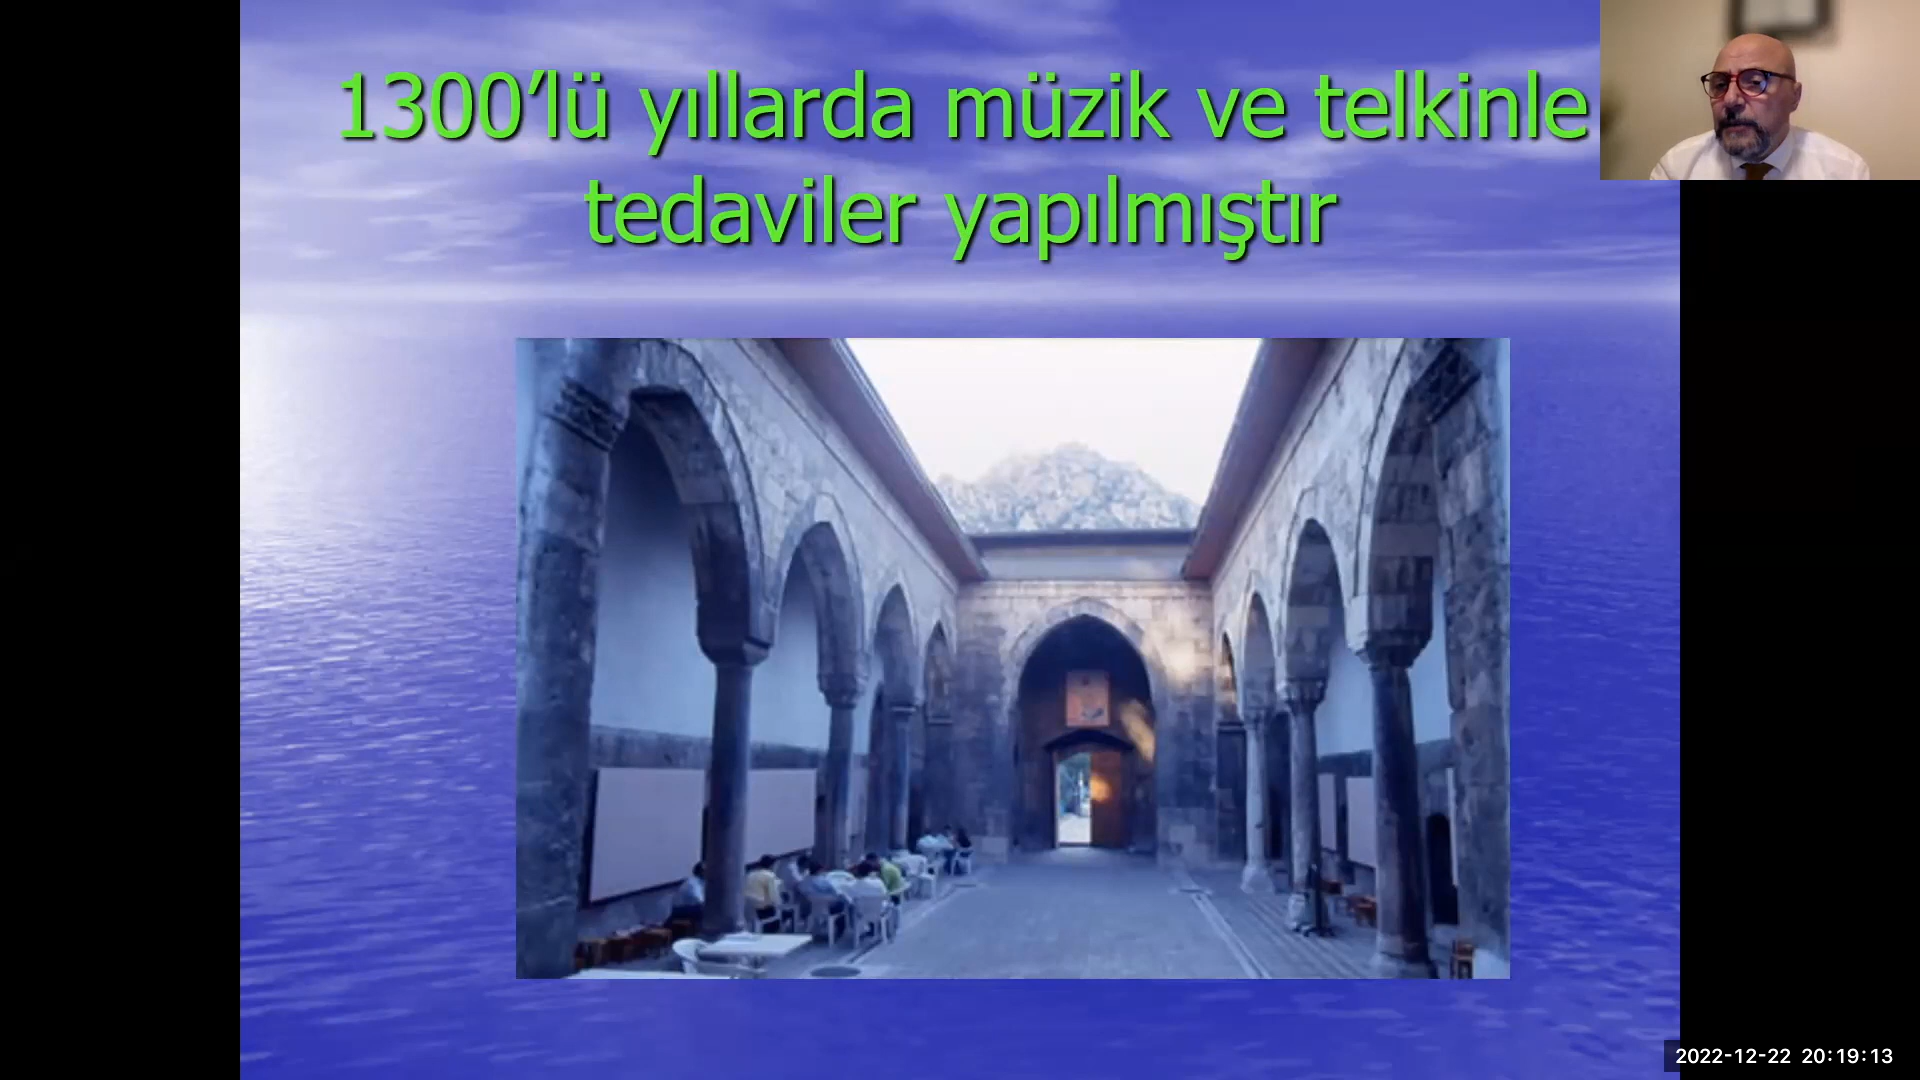 1300’lü yıllarda müzik ve telkinle
tedaviler yapılmıştır
2022-12-22 20:19:13